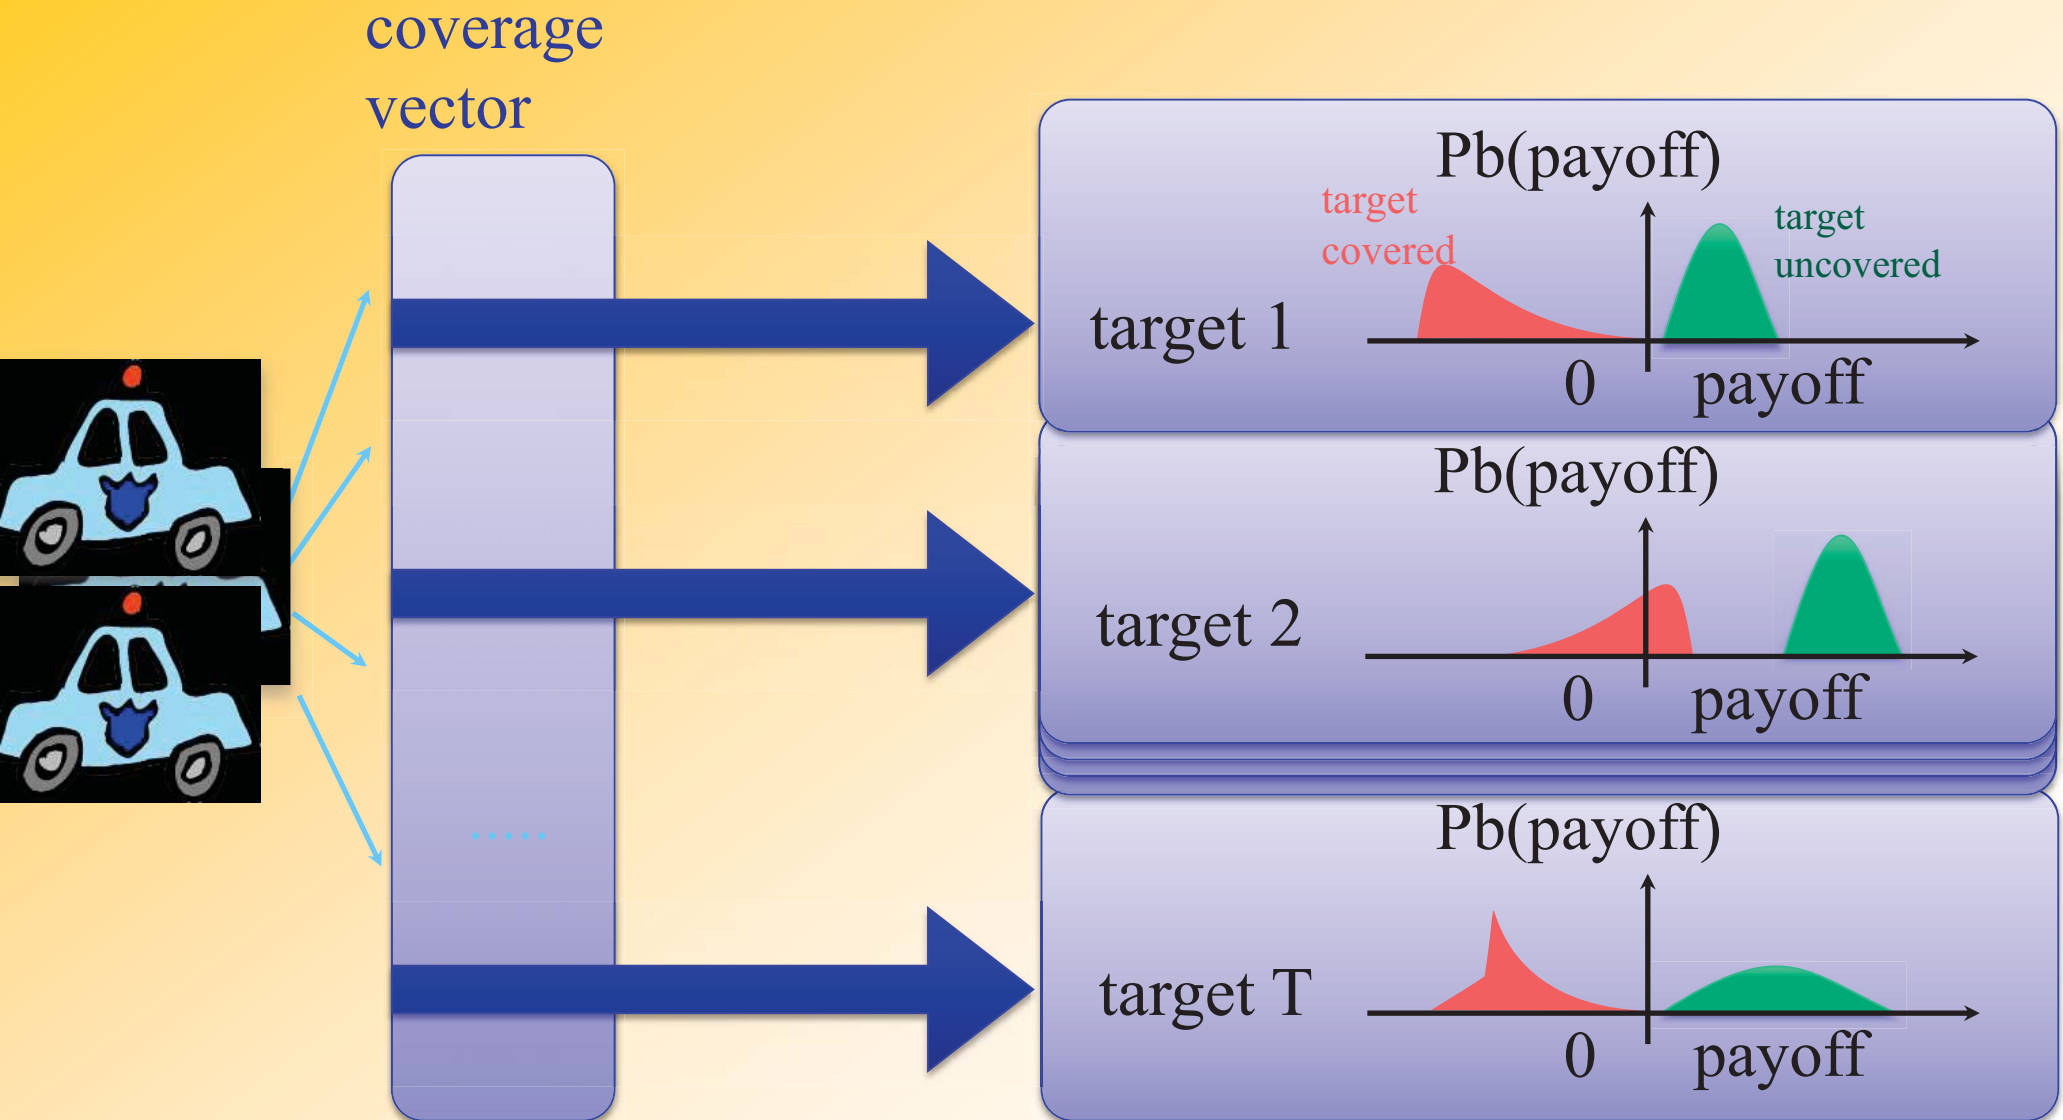 coverage
vector
Pb(payoff)
target
covered
target
uncovered
target 1
0
payoff
Pb(payoff)
target 2
0
payoff
.....
Pb(payoff)
target T
0
payoff